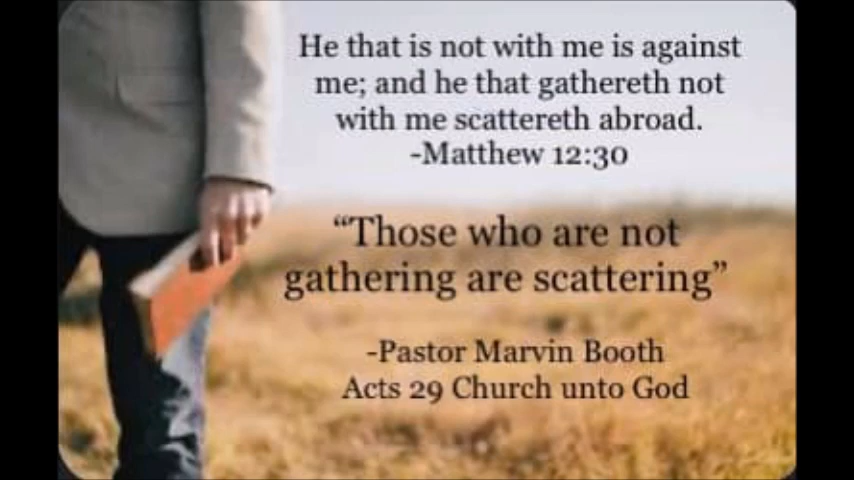 He that is not with me is against
me; and he that gathereth not
with me scattereth abroad.
-Matthew 12:30
“Those who are not
gathering are scattering”
-Pastor Marvin Booth
Acts 29 Church unto God